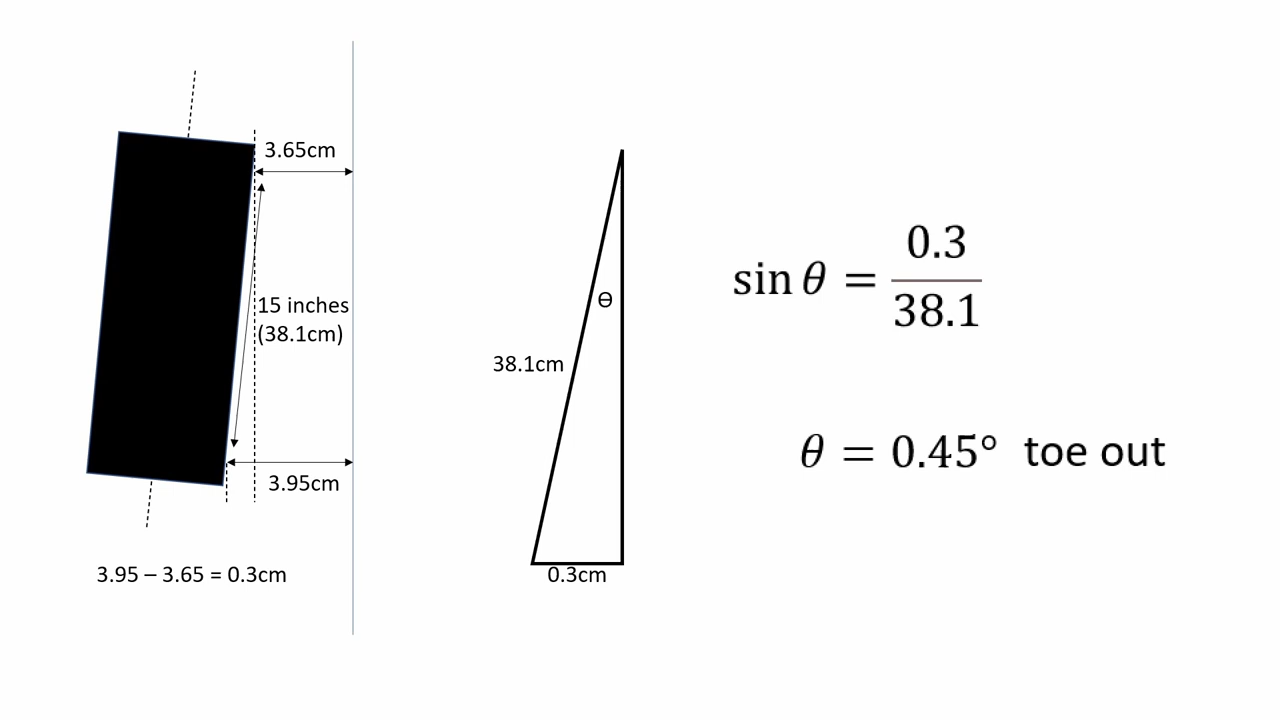 3.65cm
15 inches
(38.1cm)
3.95cm
3.95 – 3.65 = 0.3cm
ϴ
38.1cm
0.3cm
sin 𝜃 = 0.3/38.1
𝜃 = 0.45° toe out